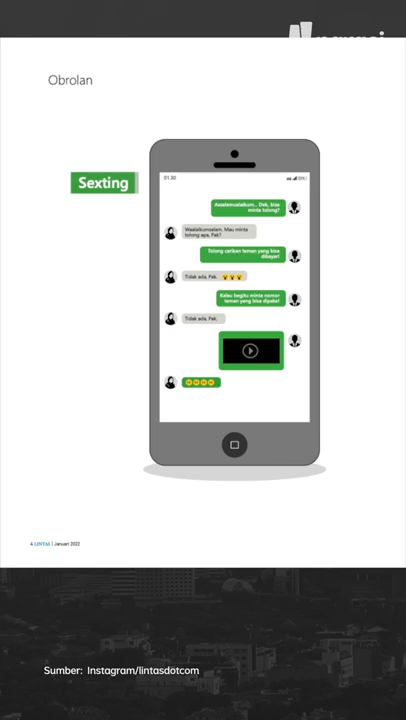 narasi
Obrolan
Sexting
01.30
Assalamualaikum... Dek, bisa
minta tolong?
Waalaikumsalam. Mau minta
tolong apa, Pak?
Tolong carikan teman yang bisa
dibayar!
Tidak ada, Pak.
Kalau begitu minta nomor
teman yang bisa dipake!
Tidak ada, Pak.
4 LINTAS | Januari 2022
Sumber: Instagram/lintasdotcom